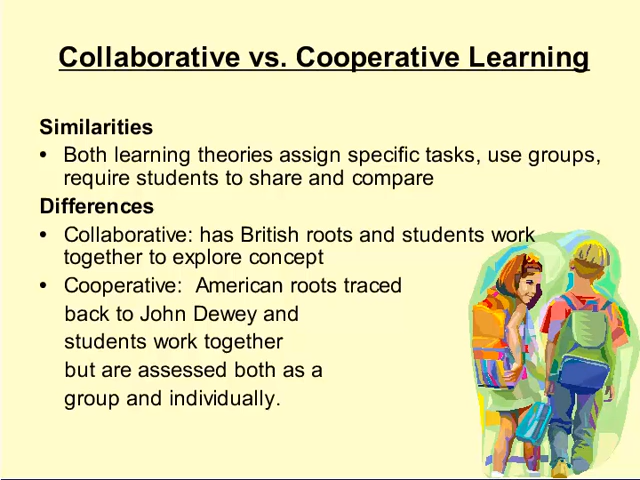 Collaborative vs. Cooperative Learning
Similarities
• Both learning theories assign specific tasks, use groups,
require students to share and compare
Differences
• Collaborative: has British roots and students work
together to explore concept
• Cooperative:  American roots traced
back to John Dewey and
students work together
but are assessed both as a
group and individually.